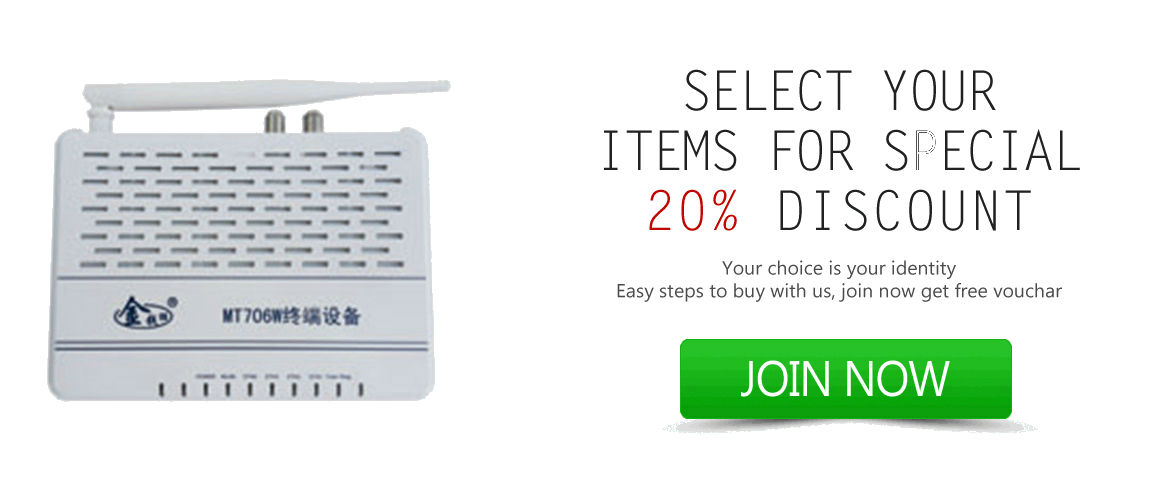 SELECT YOUR
ITEMS FOR SPECIAL
20% DISCOUNT
Your choice is your identity
Easy steps to buy with us, join now get free vouchar
JOIN NOW
®
MT706W终端设备